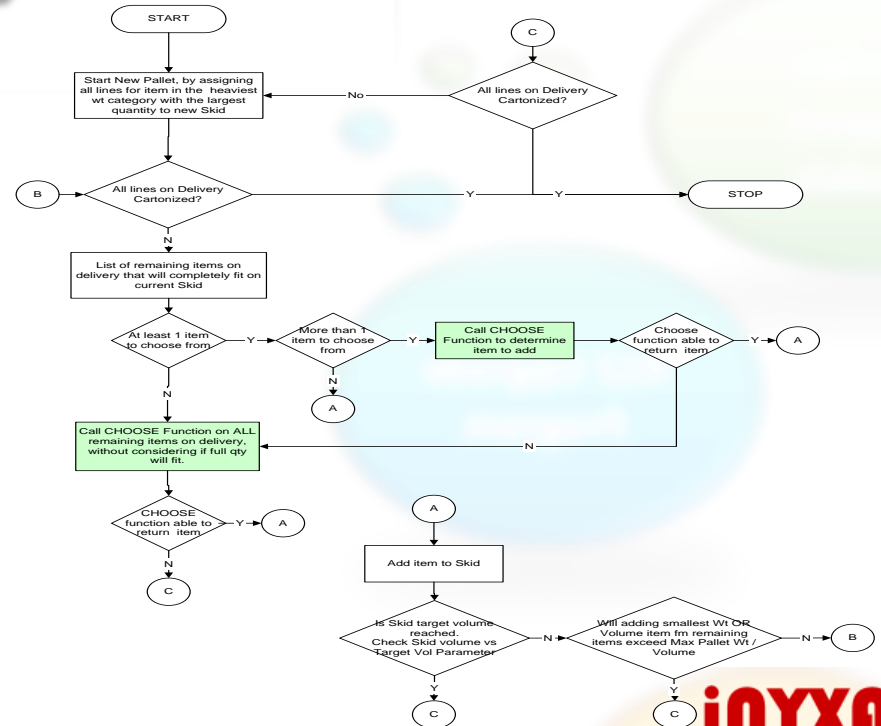 START
C
Start New Pallet, by assigning
all lines for item in the heaviest
wt category with the largest
quantity to new Skid
No
All lines on Delivery
Cartonized?
B
All lines on Delivery
Cartonized?
Y
Y
STOP
N
List of remaining items on
delivery that will completely fit on
current Skid
At least 1 item
to choose from
Y
More than 1
item to choose
from
Y
Call CHOOSE
Function to determine
item to add
Choose
function able to
return item
Y
A
N
N
A
Call CHOOSE Function on ALL
remaining items on delivery,
without considering if full qty
will fit.
N
CHOOSE
function able to
return item
Y
A
A
N
C
Add item to Skid
Is Skid target volume
reached.
Check Skid volume vs
Target Vol Parameter
N
Will adding smallest Wt OR
Volume item fm remaining
items exceed Max Pallet Wt /
Volume
N
B
Y
C
Y
C